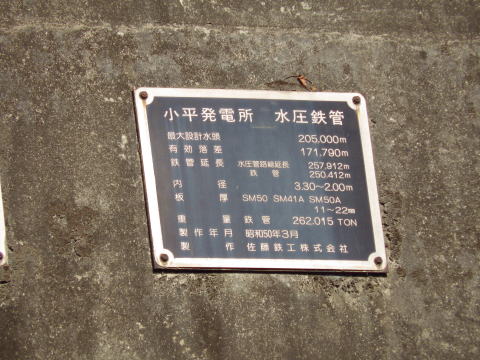 小平発電所 水圧鉄管
最大設計水頭 205.000m
有効落差 171.790m
鉄管延長 水圧管路総延長 257.912m
鉄管 250.412m
内径 3.30～2.00m
板厚 SM50 SM41A SM50A
11～22㎜
重量 鉄管 262.015 TON
製作年月 昭和50年3月
製作 佐藤鉄工株式会社